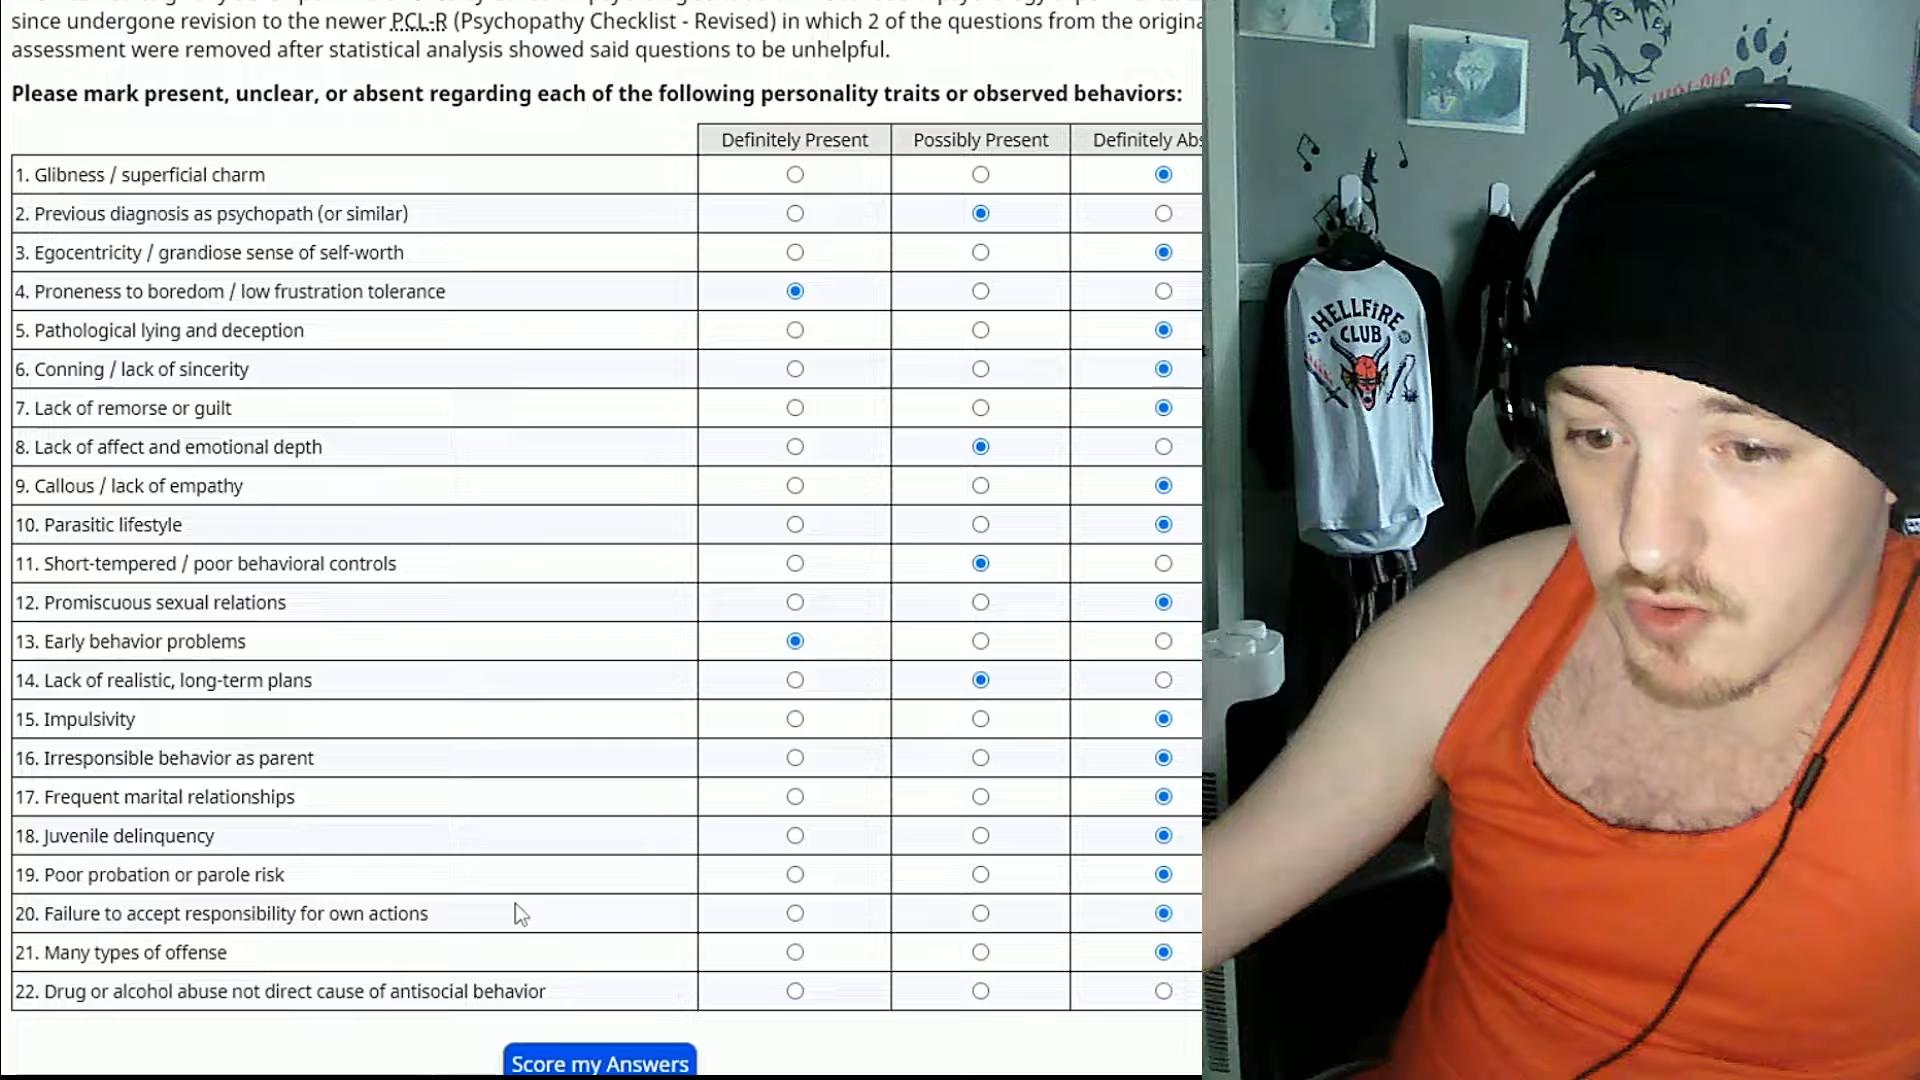 since undergone revision to the newer PCL-R (Psychopathy Checklist - Revised) in which 2 of the questions from the origina
assessment were removed after statistical analysis showed said questions to be unhelpful.
Please mark present, unclear, or absent regarding each of the following personality traits or observed behaviors:
Definitely Present Possibly Present Definitely Abs
1. Glibness / superficial charm
2. Previous diagnosis as psychopath (or similar)
3. Egocentricity / grandiose sense of self-worth
4. Proneness to boredom / low frustration tolerance
5. Pathological lying and deception
6. Conning / lack of sincerity
7. Lack of remorse or guilt
8. Lack of affect and emotional depth
9. Callous / lack of empathy
10. Parasitic lifestyle
11. Short-tempered / poor behavioral controls
12. Promiscuous sexual relations
13. Early behavior problems
14. Lack of realistic, long-term plans
15. Impulsivity
16. Irresponsible behavior as parent
17. Frequent marital relationships
18. Juvenile delinquency
19. Poor probation or parole risk
20. Failure to accept responsibility for own actions
21. Many types of offense
22. Drug or alcohol abuse not direct cause of antisocial behavior
Score my Answers
HELLFIRE
CLUB